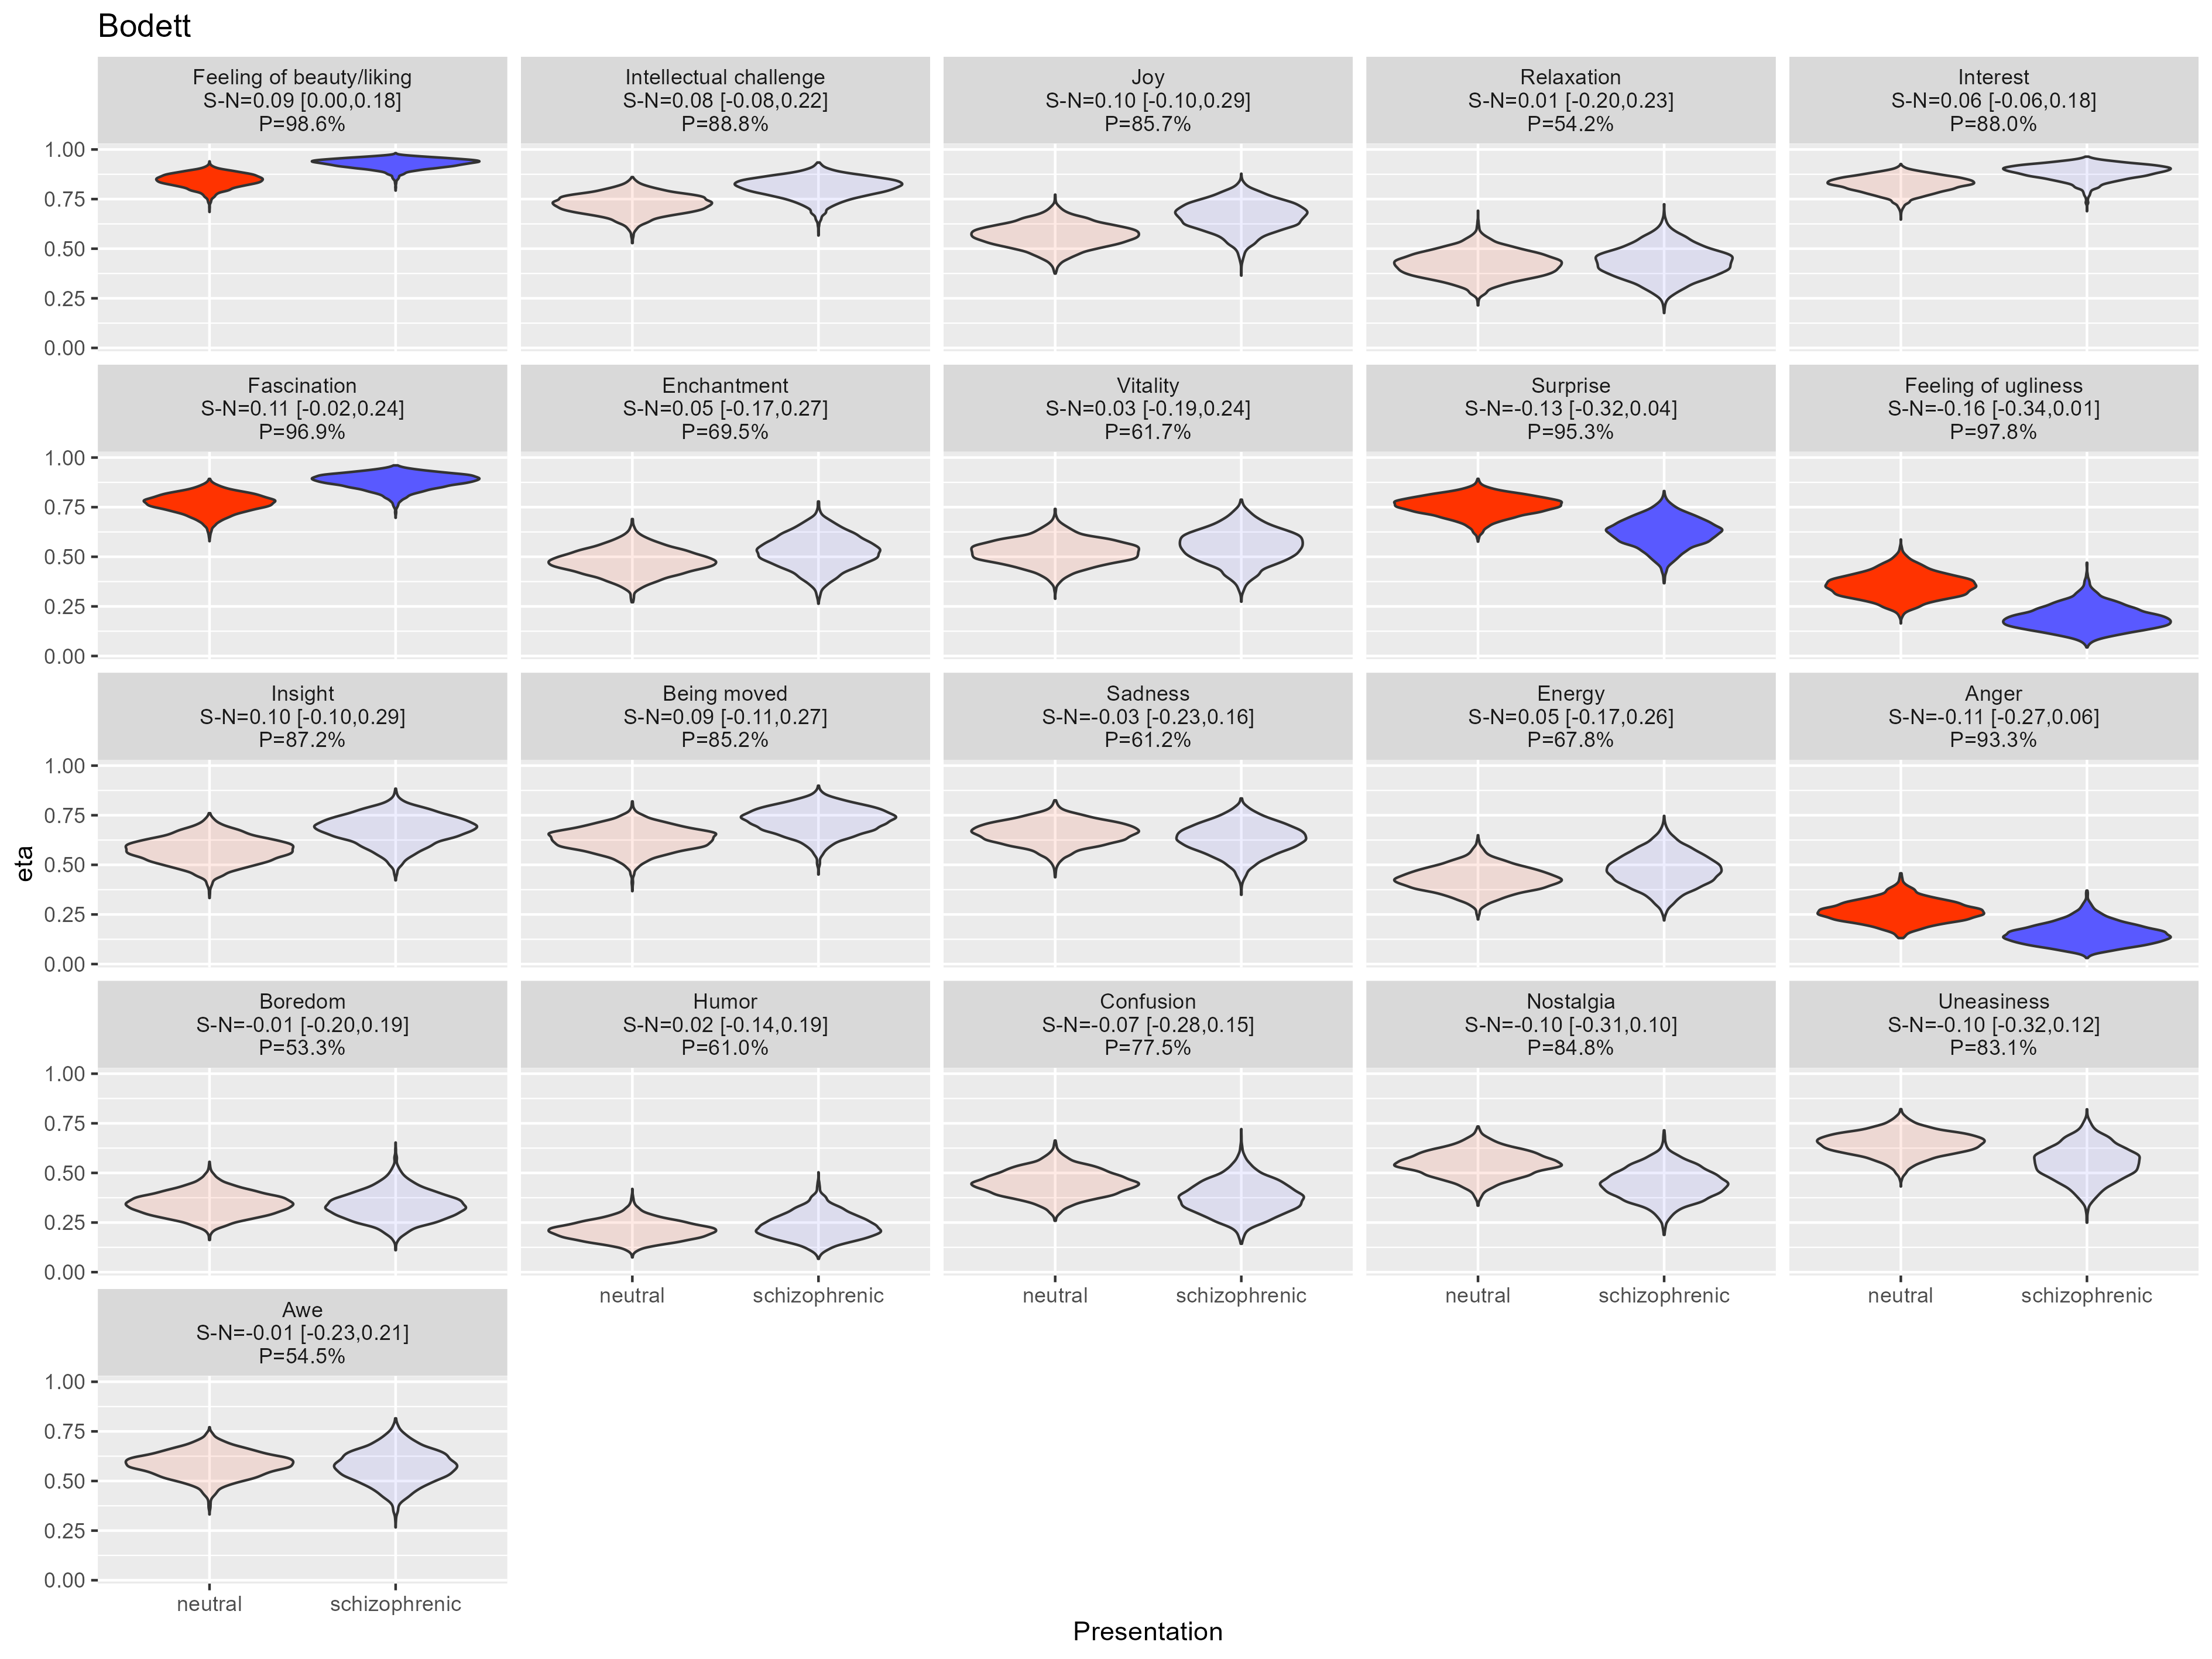 Bodett
Feeling of beauty/liking
S-N=0.09 [0.00,0.18]
P=98.6%
Intellectual challenge
S-N=0.08 [-0.08,0.22]
P=88.8%
Joy
S-N=0.10 [-0.10,0.29]
P=85.7%
Relaxation
S-N=0.01 [-0.20,0.23]
P=54.2%
Interest
S-N=0.06 [-0.06,0.18]
P=88.0%
1.00
0.75
0.50
0.25
0.00
Fascination
S-N=0.11 [-0.02,0.24]
P=96.9%
Enchantment
S-N=0.05 [-0.17,0.27]
P=69.5%
Vitality
S-N=0.03 [-0.19,0.24]
P=61.7%
Surprise
S-N=-0.13 [-0.32,0.04]
P=95.3%
Feeling of ugliness
S-N=-0.16 [-0.34,0.01]
P=97.8%
1.00
0.75
0.50
0.25
0.00
Insight
S-N=0.10 [-0.10,0.29]
P=87.2%
Being moved
S-N=0.09 [-0.11,0.27]
P=85.2%
Sadness
S-N=-0.03 [-0.23,0.16]
P=61.2%
Energy
S-N=0.05 [-0.17,0.26]
P=67.8%
Anger
S-N=-0.11 [-0.27,0.06]
P=93.3%
1.00
0.75
0.50
0.25
0.00
eta
Boredom
S-N=-0.01 [-0.20,0.19]
P=53.3%
Humor
S-N=0.02 [-0.14,0.19]
P=61.0%
Confusion
S-N=-0.07 [-0.28,0.15]
P=77.5%
Nostalgia
S-N=-0.10 [-0.31,0.10]
P=84.8%
Uneasiness
S-N=-0.10 [-0.32,0.12]
P=83.1%
1.00
0.75
0.50
0.25
0.00
neutral schizophrenic
neutral schizophrenic
neutral schizophrenic
neutral schizophrenic
Awe
S-N=-0.01 [-0.23,0.21]
P=54.5%
1.00
0.75
0.50
0.25
0.00
neutral schizophrenic
Presentation